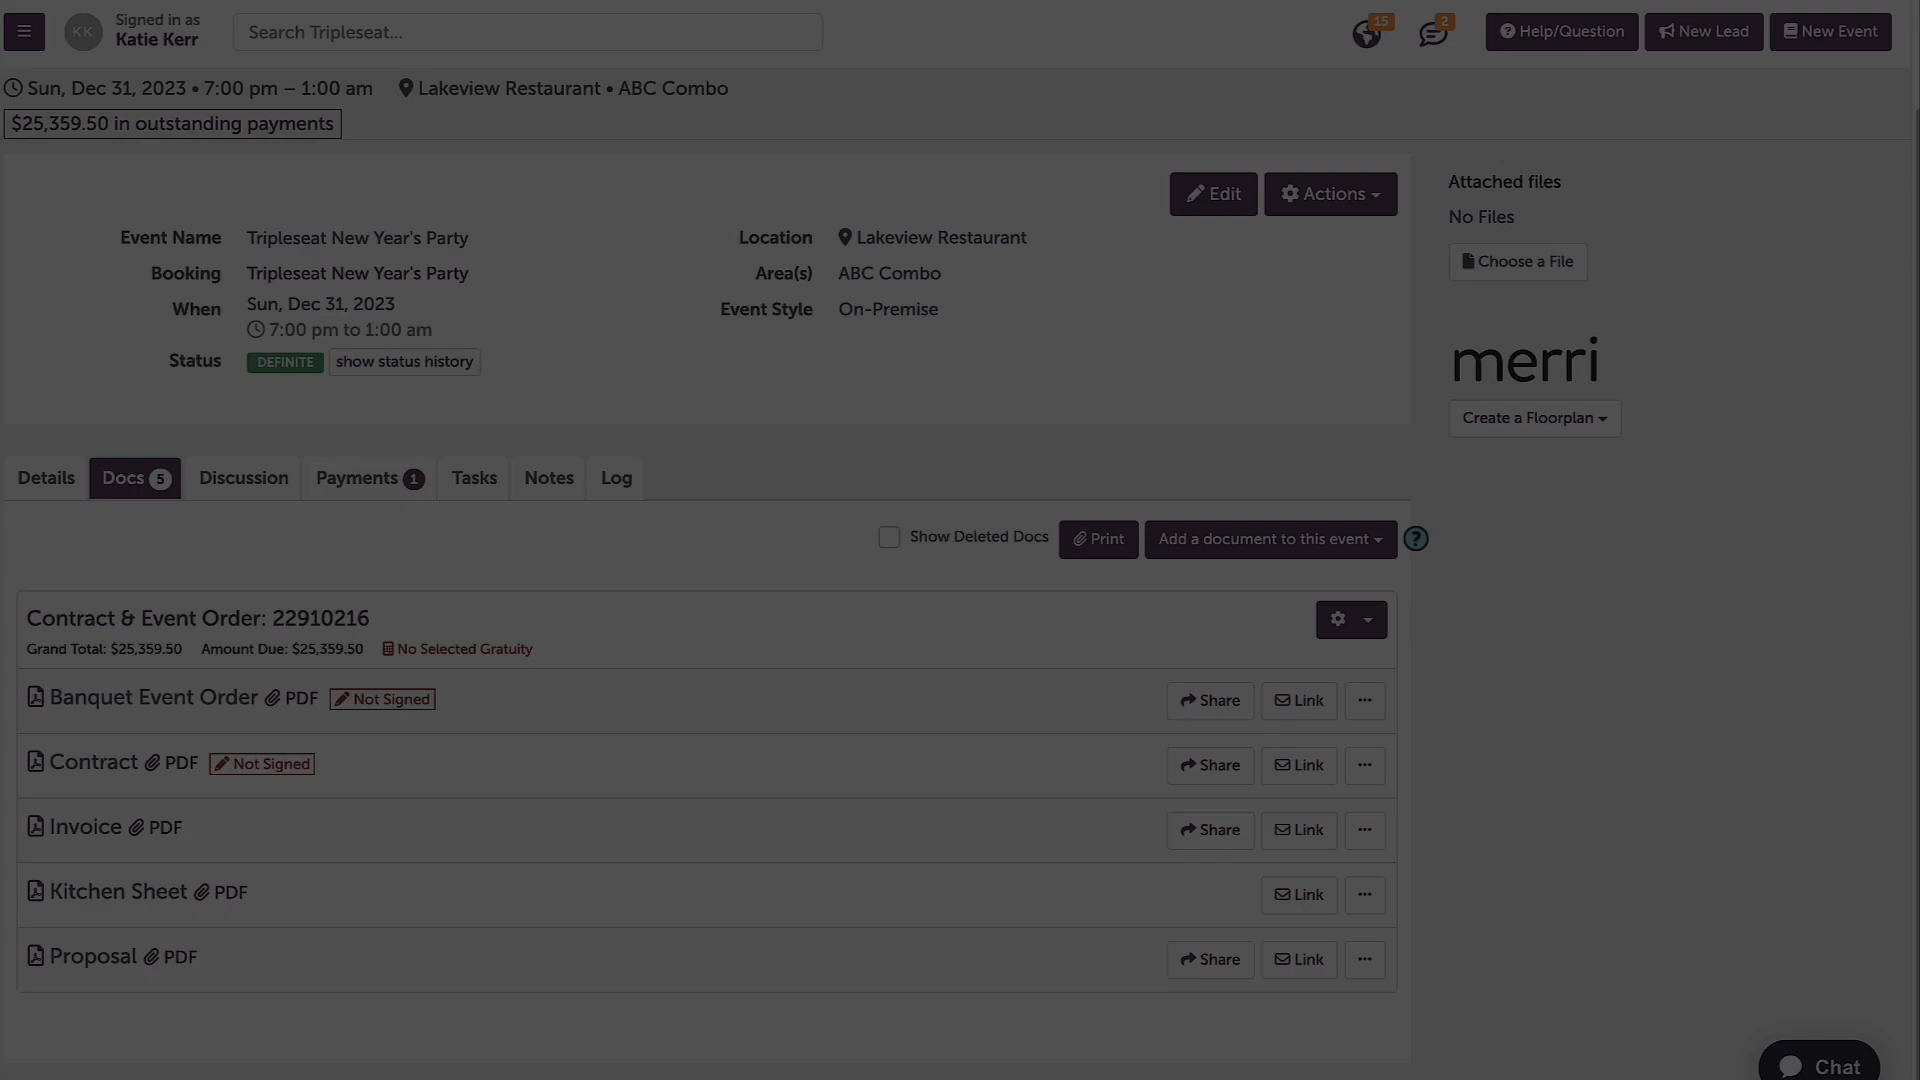 KK
Signed in as
Katie Kerr
Search Tripleseat...
15
2
Help/Question
New Lead
New Event
Sun, Dec 31, 2023 • 7:00 pm – 1:00 am
Lakeview Restaurant • ABC Combo
$25,359.50 in outstanding payments
Edit
Actions
Event Name
Tripleseat New Year's Party
Booking
Tripleseat New Year's Party
When
Sun, Dec 31, 2023
7:00 pm to 1:00 am
Status
DEFINITE
show status history
Location
Lakeview Restaurant
Area(s)
ABC Combo
Event Style
On-Premise
Attached files
No Files
Choose a File
merri
Create a Floorplan
Details
Docs 5
Discussion
Payments 1
Tasks
Notes
Log
Show Deleted Docs
Print
Add a document to this event
?
Contract & Event Order: 22910216
Grand Total: $25,359.50 Amount Due: $25,359.50 No Selected Gratuity
Banquet Event Order PDF Not Signed
Share Link ...
Contract PDF Not Signed
Share Link ...
Invoice PDF
Share Link ...
Kitchen Sheet PDF
Link ...
Proposal PDF
Share Link ...
Chat